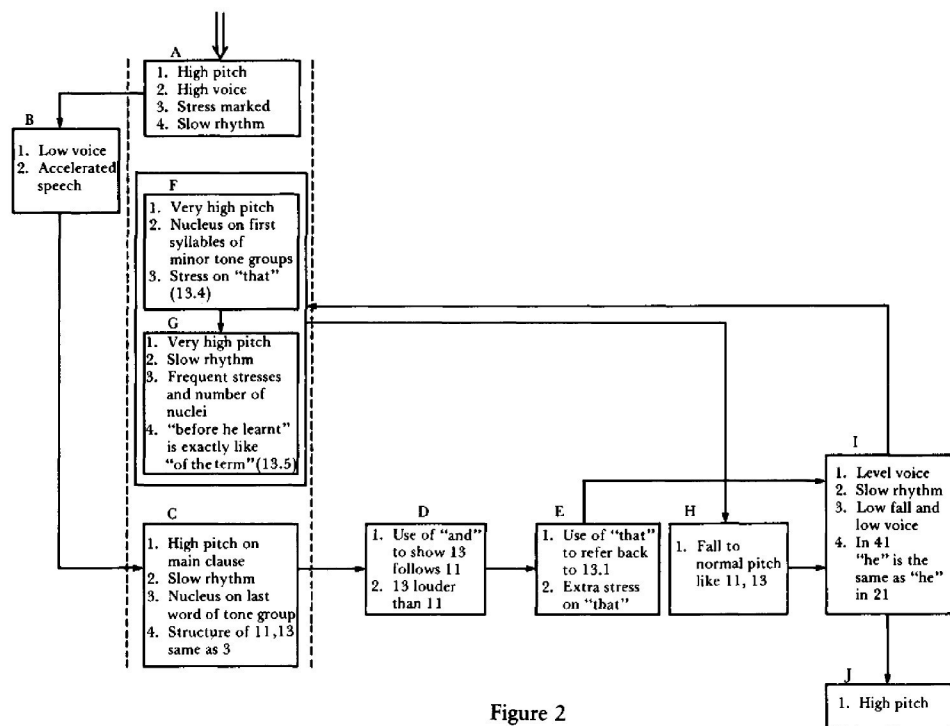 A
1. High pitch
2. High voice
3. Stress marked
4. Slow rhythm
B
1. Low voice
2. Accelerated
speech
F
1. Very high pitch
2. Nucleus on first
syllables of
minor tone groups
3. Stress on "that"
(13.4)
G
1. Very high pitch
2. Slow rhythm
3. Frequent stresses
and number of
nuclei
4. "before he learnt"
is exactly like
"of the term" (13.5)
C
1. High pitch on
main clause
2. Slow rhythm
3. Nucleus on last
word of tone group
4. Structure of 11,13
same as 3
D
1. Use of "and"
to show 13
follows 11
2. 13 louder
than 11
E
1. Use of "that"
to refer back
to 13.1
2. Extra stress
on "that"
H
1. Fall to
normal pitch
like 11, 13
I
1. Level voice
2. Slow rhythm
3. Low fall and
low voice
4. In 41
"he" is the
same as "he"
in 21
J
1. High pitch
Figure 2